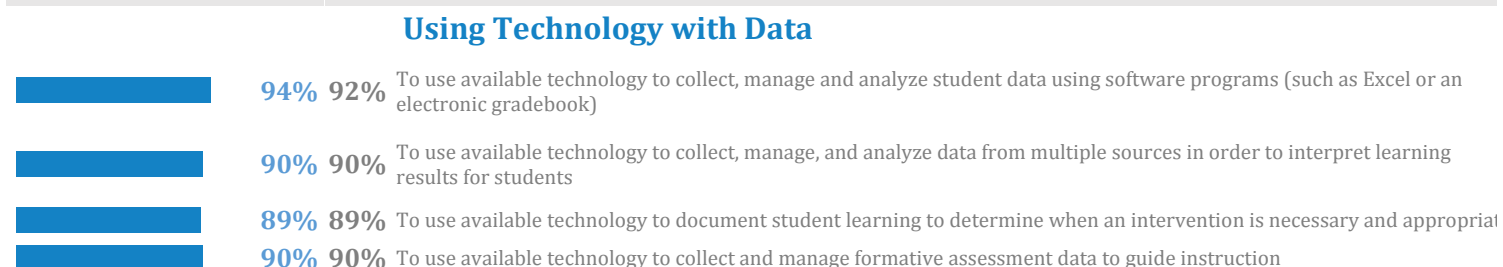 Using Technology with Data
94% 92% To use available technology to collect, manage and analyze student data using software programs (such as Excel or an
electronic gradebook)
90% 90% To use available technology to collect, manage, and analyze data from multiple sources in order to interpret learning
results for students
89% 89% To use available technology to document student learning to determine when an intervention is necessary and appropriat
90% 90% To use available technology to collect and manage formative assessment data to guide instruction